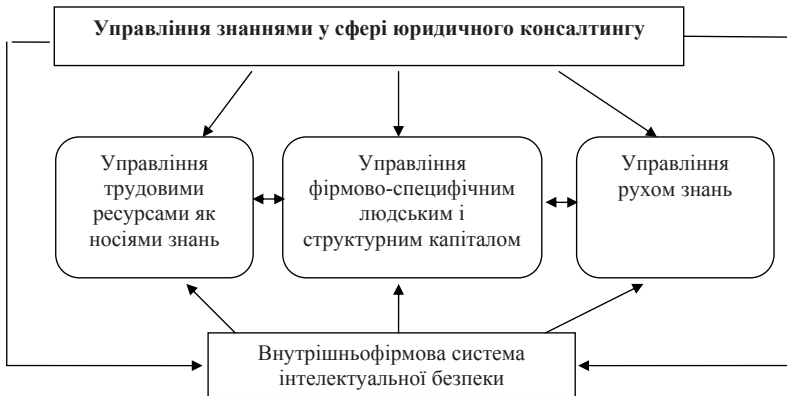 Управління знаннями у сфері юридичного консалтингу
Управління
трудовими
ресурсами як
носіями знань
Управління
фірмово-специфічним
людським і
структурним капіталом
Управління
рухом знань
Внутрішньофірмова система
інтелектуальної безпеки